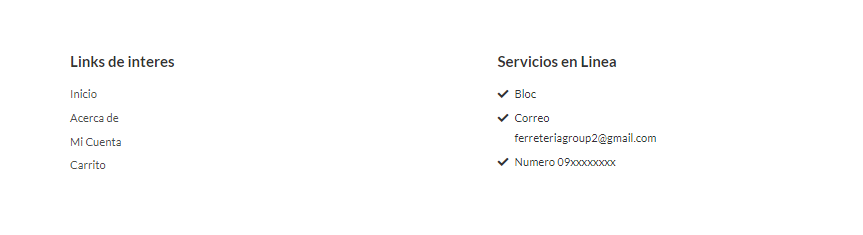 Links de interes
Inicio
Acerca de
Mi Cuenta
Carrito
Servicios en Linea
Bloc
Correo
ferreteriagroup2@gmail.com
Numero 09xxxxxxxx